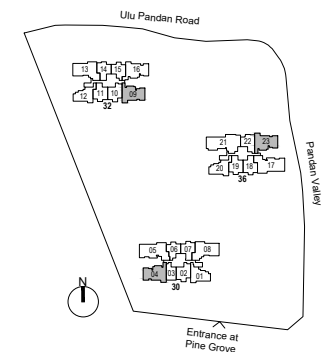 Ulu Pandan Road
13 14 15 16
12 11 10 09
32
21 22 23
20 19 18 17
36
Pandan Valley
05 06 07 08
04 03 02 01
30
N
Entrance at
Pine Grove